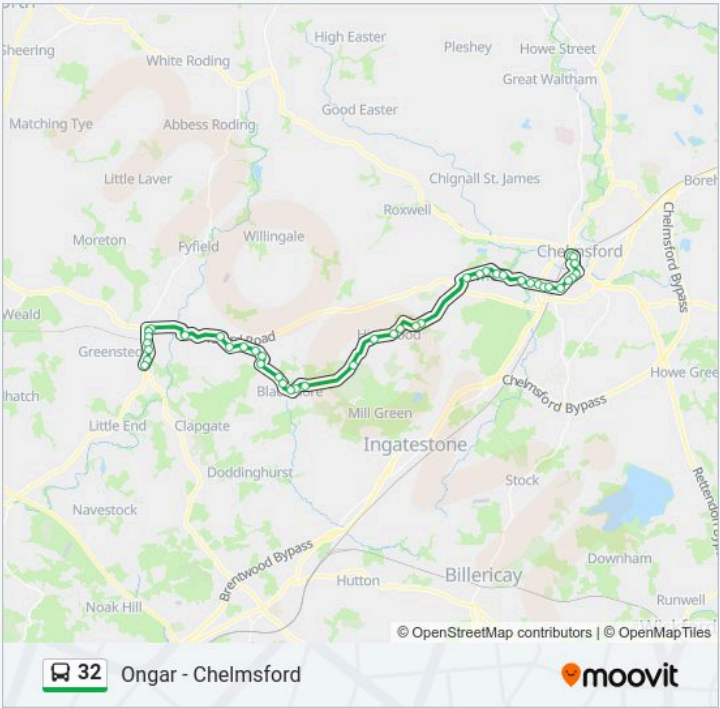 High Easter
Pleshey
Howe Street
Sheering
White Roding
Great Waltham
Good Easter
Matching Tye
Abbess Roding
Little Laver
Chignall St. James
Roxwell
Chelmsford Bypass
Moreton
Willingale
Fyfield
Chelmsford
Weald
Road
Greensted
Howe Gree
hatch
Chelmsford Bypass
Mill Green
Little End
Clapgate
Ingatestone
Doddinghurst
Stock
Navestock
Brentwood Bypass
Downham
Hutton
Billericay
Noak Hill
Runwell
© OpenStreetMap contributors | © OpenMapTiles
32 Ongar - Chelmsford
moovit